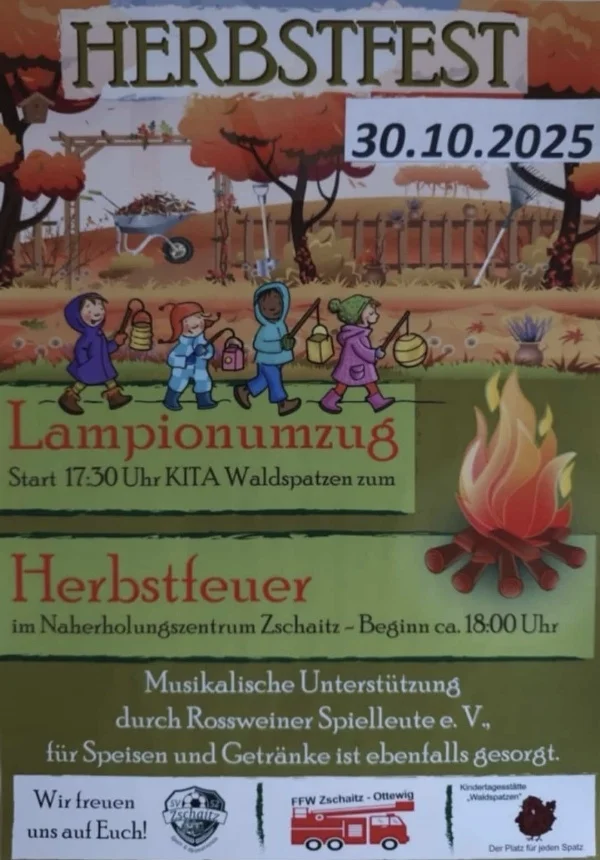 HERBSTFEST
30.10.2025
Lampionumzug
Start 17:30 Uhr KITA Waldspatzen zum
Herbstfeuer
im Naherholungszentrum Zschaitz - Beginn ca. 18:00 Uhr
Musikalische Unterstützung
durch Rossweiner Spielleute e. V.,
für Speisen und Getränke ist ebenfalls gesorgt.
Wir freuen
uns auf Euch!
SV
Zschaitz
FFW Zschaitz - Ottewig
Kindertagesstätte
„Waldspatzen"
Der Platz für jeden Spatz